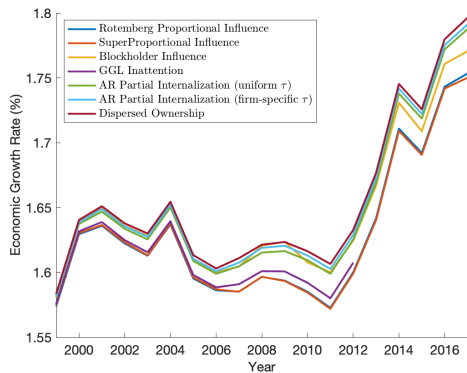 Rotemberg Proportional Influence
SuperProportional Influence
Blockholder Influence
GGL Inattention
AR Partial Internalization (uniform τ)
AR Partial Internalization (firm-specific τ)
Dispersed Ownership
Economic Growth Rate (%)
1.8
1.75
1.7
1.65
1.6
1.55
2000 2002 2004 2006 2008 2010 2012 2014 2016
Year